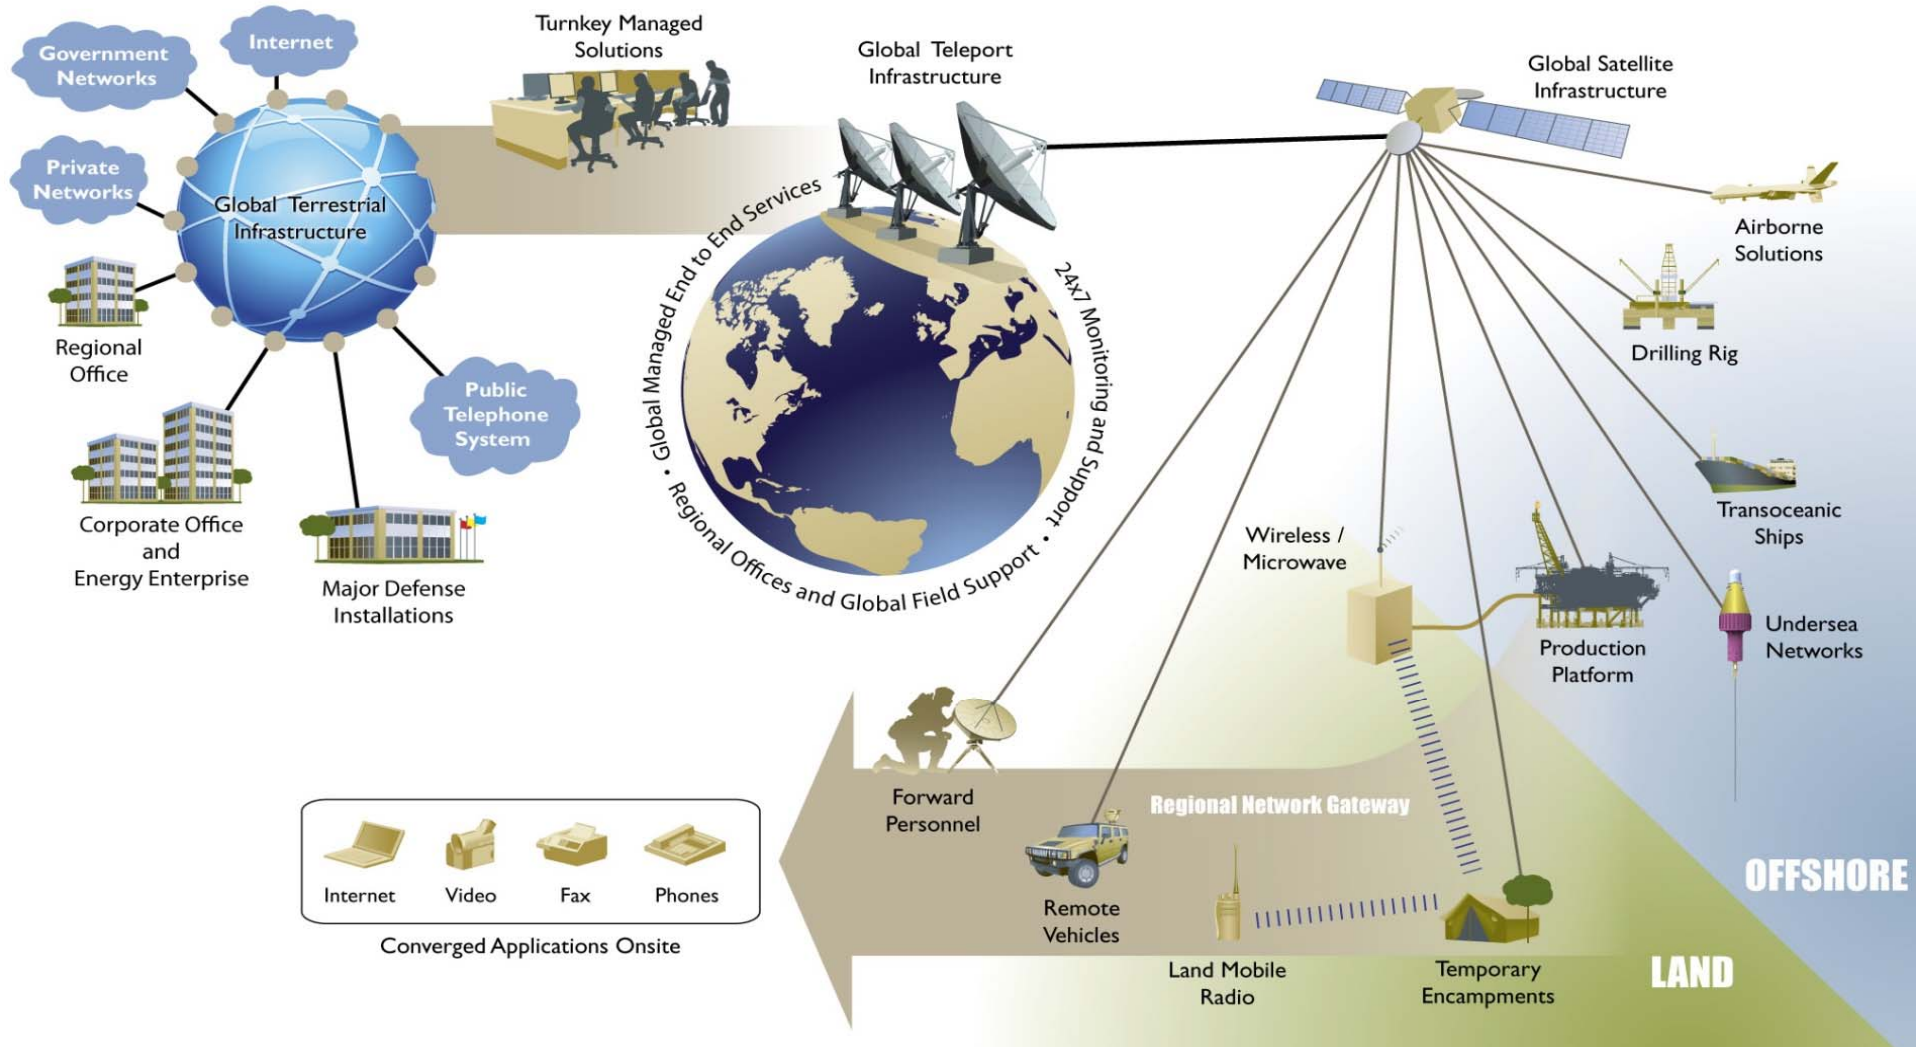 Government
Networks
Internet
Turnkey Managed
Solutions
Global Teleport
Infrastructure
Global Satellite
Infrastructure
Private
Networks
Global Terrestrial
Infrastructure
Airborne
Solutions
Regional
Office
Drilling Rig
Public
Telephone
System
Corporate Office
and
Energy Enterprise
Major Defense
Installations
• Global Managed End to End Services
24x7 Monitoring and Support •
Regional Offices and Global Field Support
Transoceanic
Ships
Wireless /
Microwave
Production
Platform
Undersea
Networks
Forward
Personnel
Regional Network Gateway
Remote
Vehicles
Land Mobile
Radio
Temporary
Encampments
OFFSHORE
LAND
Internet
Video
Fax
Phones
Converged Applications Onsite